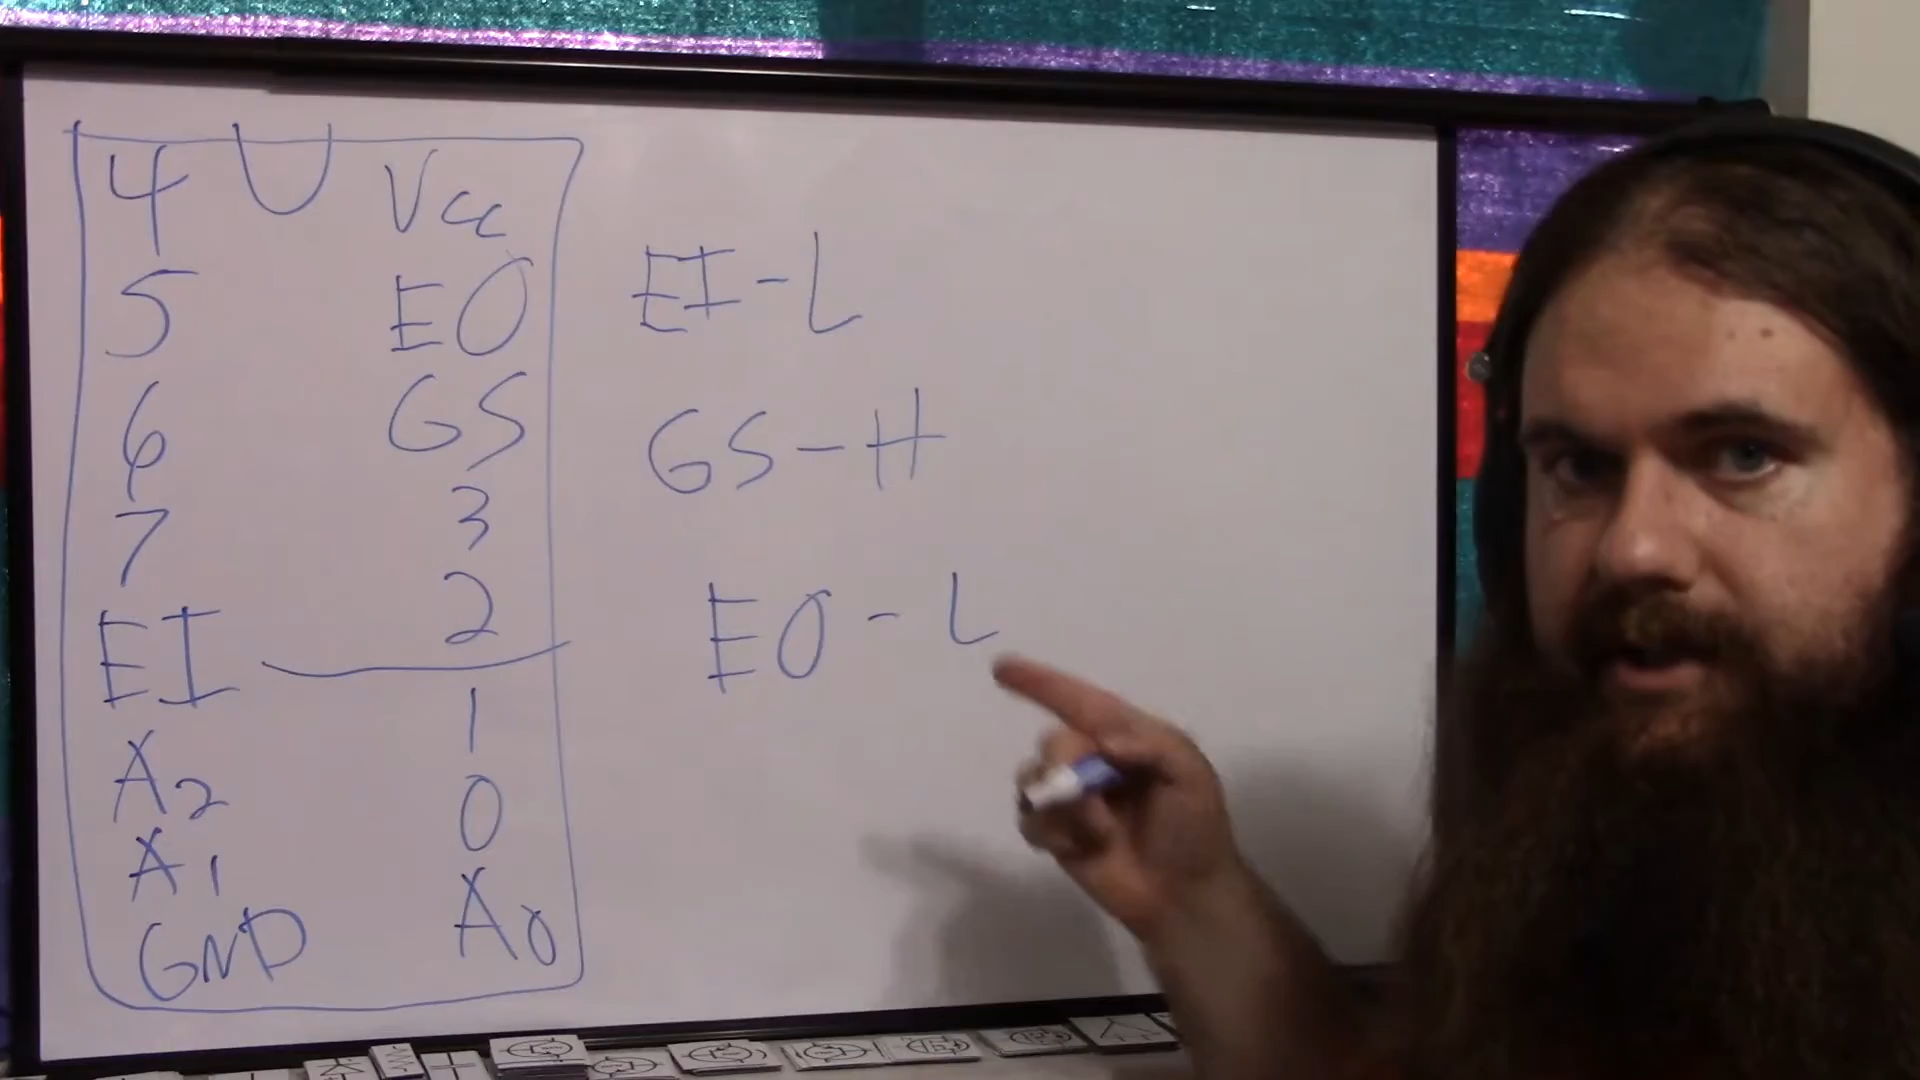 4 Vcc
5 EO
6 GS
7 3
EI 2
A2 1
A1 0
GND A0
EI-L
GS-H
EO-L